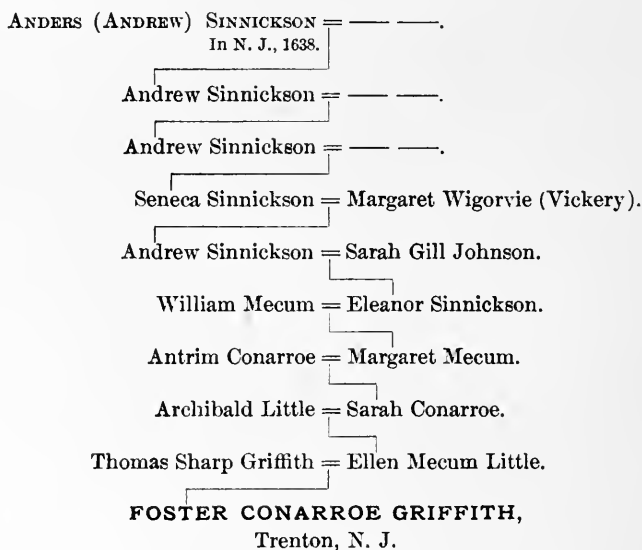 ANDERS (ANDREW) SINNICKSON = —— ——.
In N. J., 1638.
Andrew Sinnickson = —— ——.
Andrew Sinnickson = —— ——.
Seneca Sinnickson = Margaret Wigorvie (Vickery).
Andrew Sinnickson = Sarah Gill Johnson.
William Mecum = Eleanor Sinnickson.
Antrim Conarroe = Margaret Mecum.
Archibald Little = Sarah Conarroe.
Thomas Sharp Griffith = Ellen Mecum Little.
FOSTER CONARROE GRIFFITH,
Trenton, N. J.